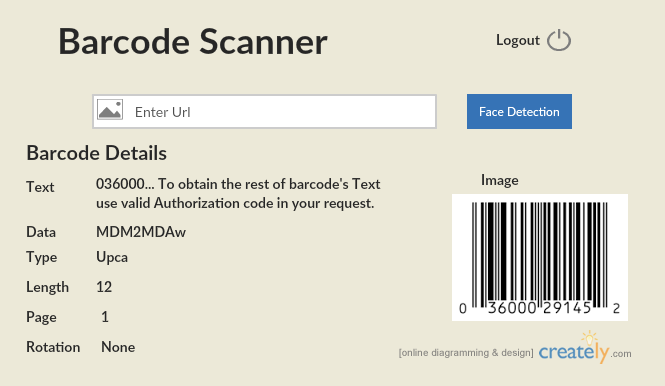 Barcode Scanner
Logout
Enter Url
Face Detection
Barcode Details
Text
036000... To obtain the rest of barcode's Text
use valid Authorization code in your request.
Data MDM2MDAw
Type Upca
Length 12
Page 1
Rotation None
Image
0 36000 29145 2
[online diagramming & design] creately.com